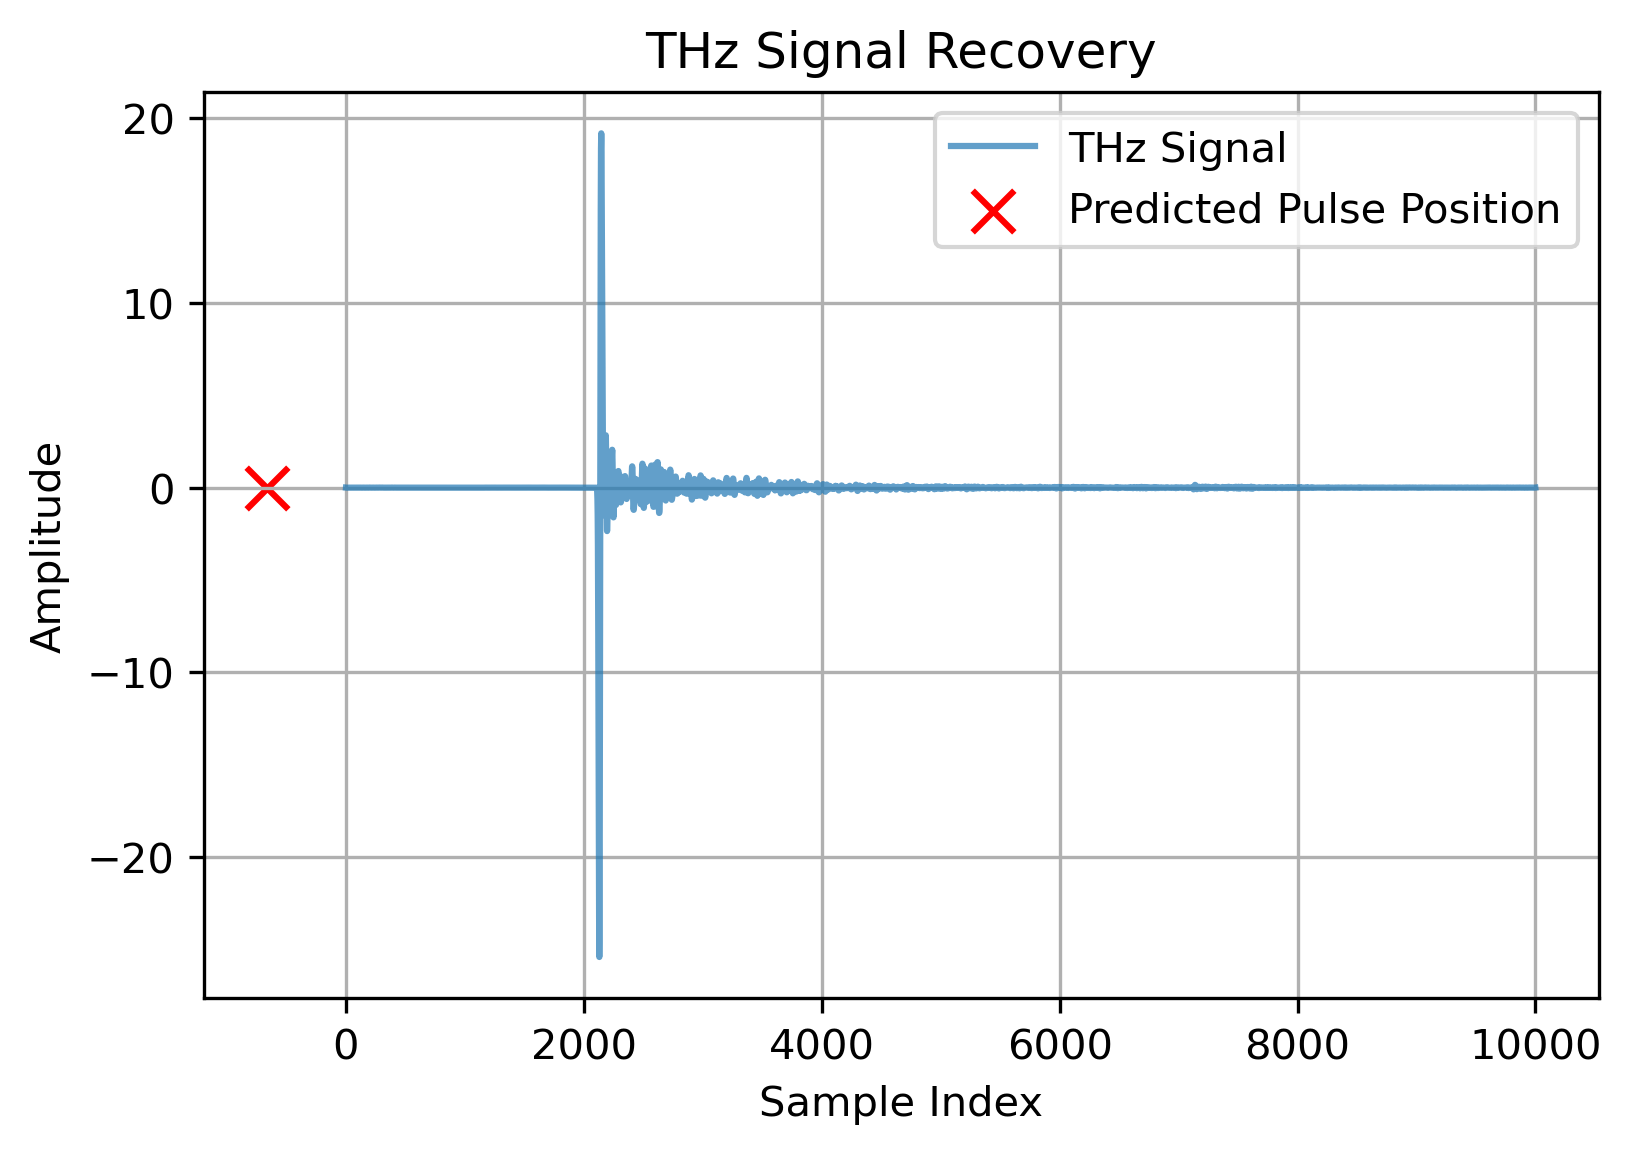 THz Signal Recovery
THz Signal
Predicted Pulse Position
20
10
0
−10
−20
Amplitude
0 2000 4000 6000 8000 10000
Sample Index